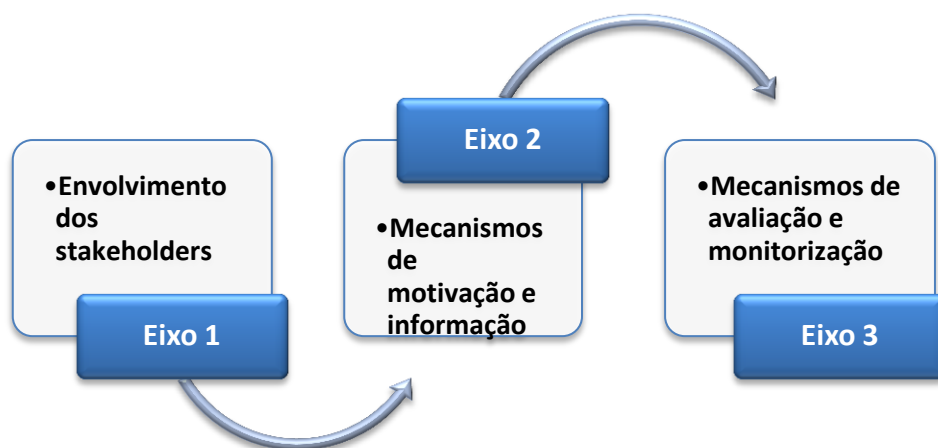 •Envolvimento
dos
stakeholders
Eixo 1
Eixo 2
•Mecanismos
de
motivação e
informação
•Mecanismos de
avaliação e
monitorização
Eixo 3